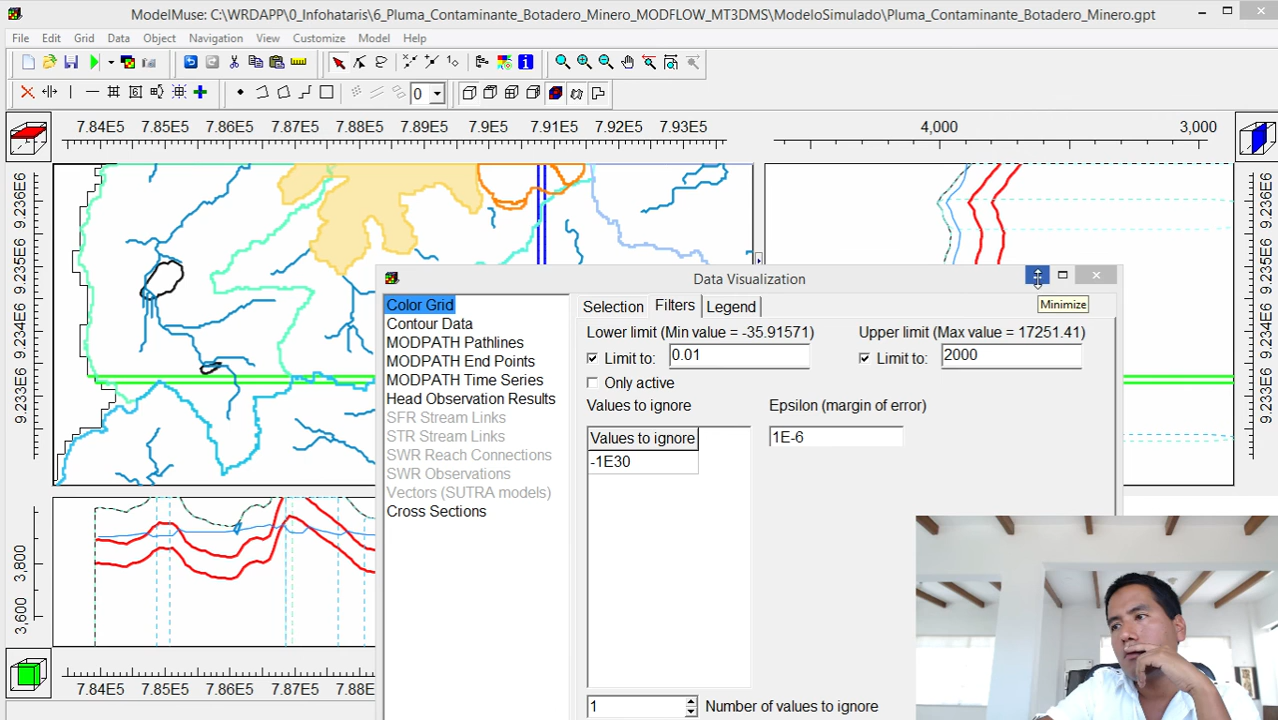 ModelMuse: C:\WRDAPP\0_Infohataris\6_Pluma_Contaminante_Botadero_Minero_MODFLOW_MT3DMS\ModeloSimulado\Pluma_Contaminante_Botadero_Minero.gpt
File Edit Grid Data Object Navigation View Customize Model Help
0
7.84E5 7.85E5 7.86E5 7.87E5 7.88E5 7.89E5 7.9E5 7.91E5 7.92E5 7.93E5
4,000 3,000
9.236E6
9.235E6
9.234E6
9.233E6
9.236E6
9.235E6
9.234E6
9.233E6
Data Visualization
Minimize
Color Grid
Contour Data
MODPATH Pathlines
MODPATH End Points
MODPATH Time Series
Head Observation Results
SFR Stream Links
STR Stream Links
SWR Reach Connections
SWR Observations
Vectors (SUTRA models)
Cross Sections
Selection Filters Legend
Lower limit (Min value = -35.91571)
Limit to: 0.01
Upper limit (Max value = 17251.41)
Limit to: 2000
Only active
Values to ignore
Epsilon (margin of error)
1E-6
Values to ignore
-1E30
1 Number of values to ignore
3,800
3,600
7.84E5 7.85E5 7.86E5 7.87E5 7.88